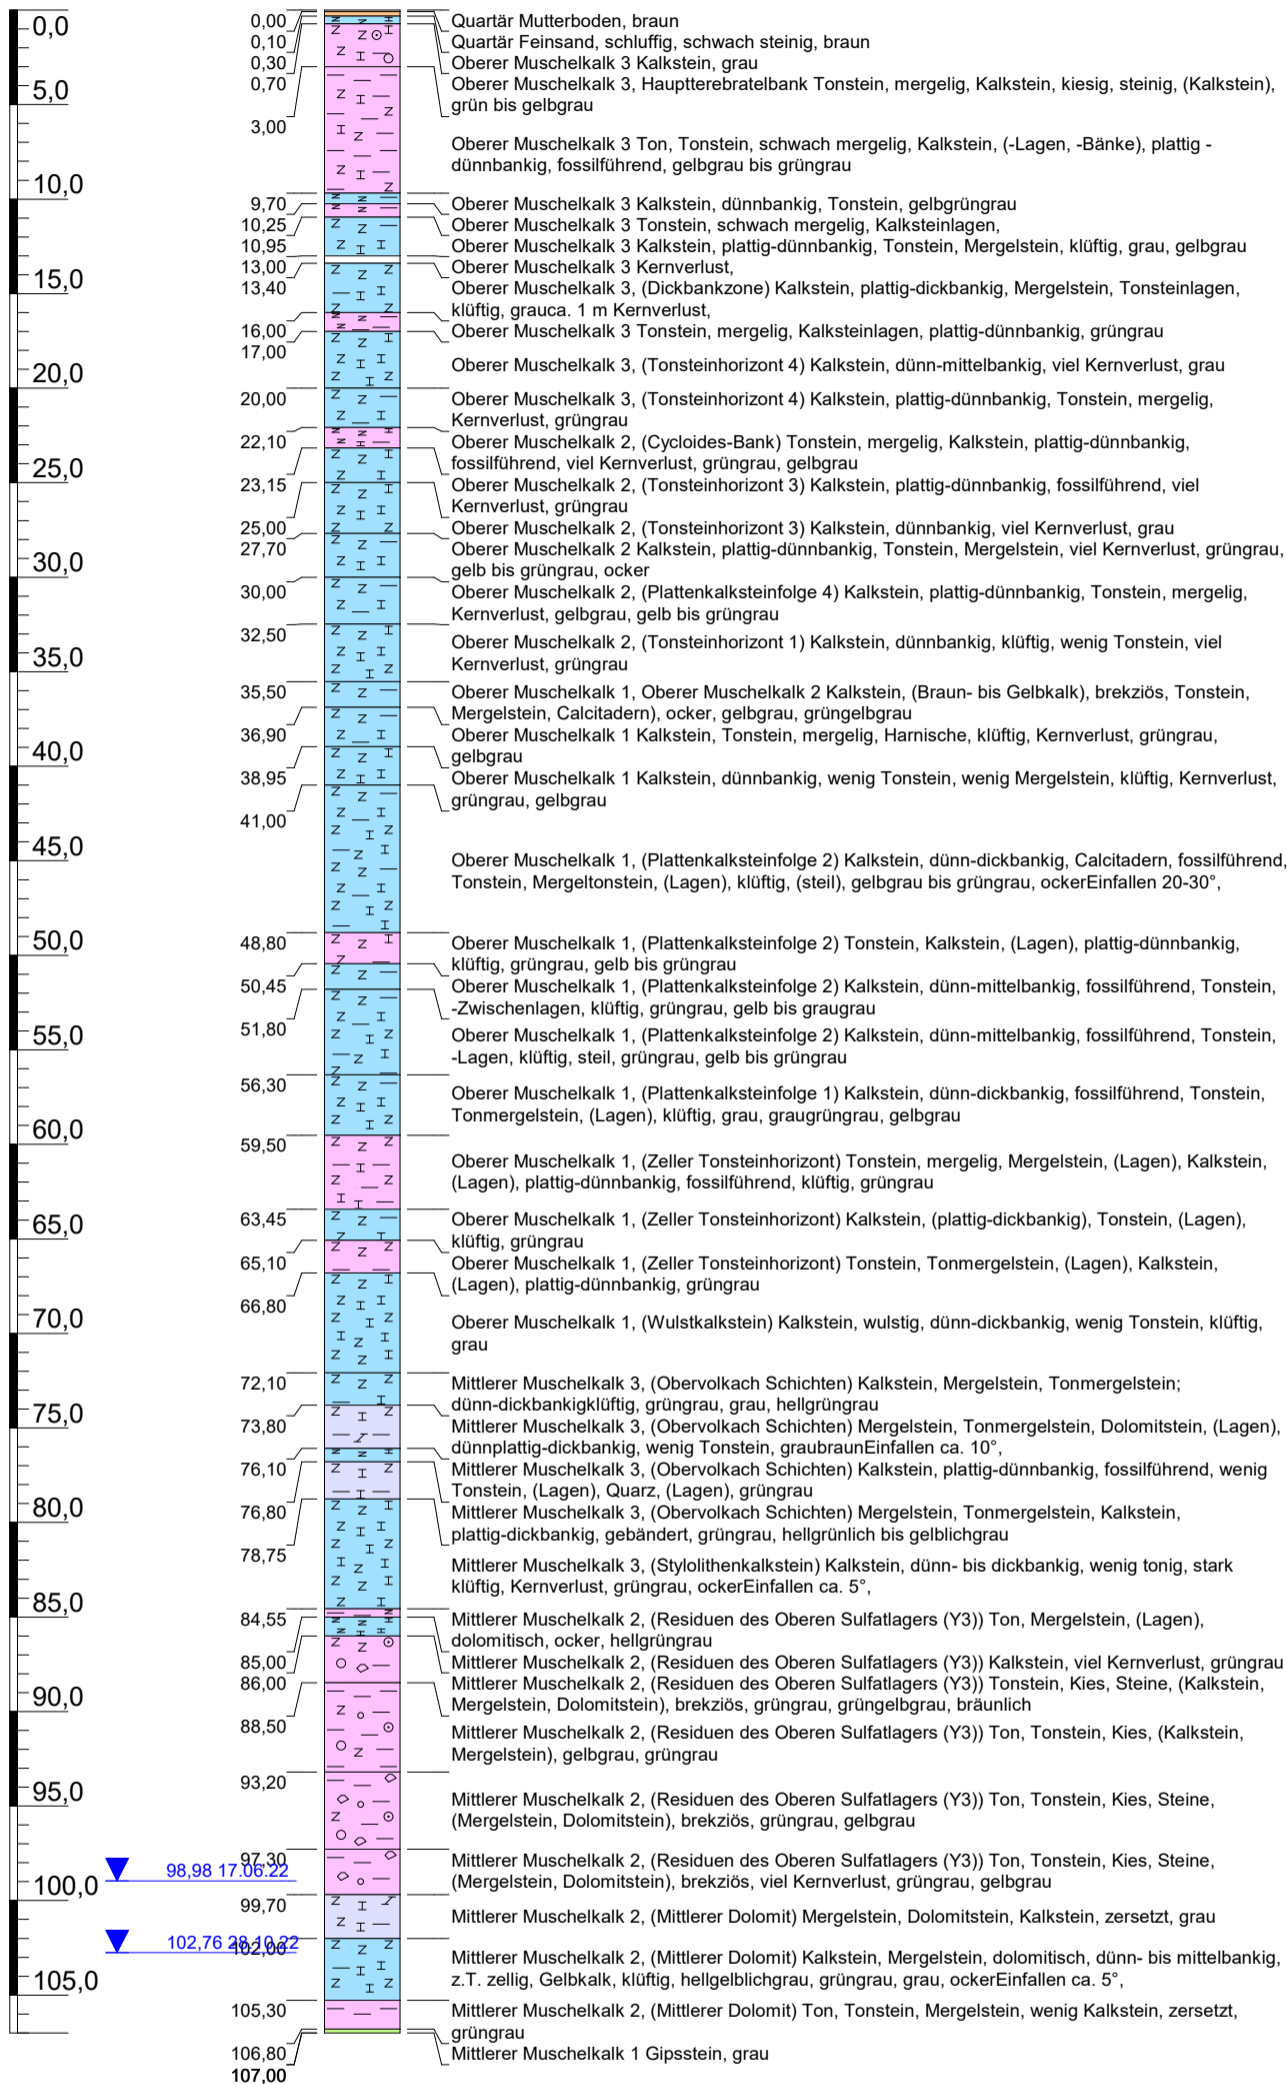 0,0
5,0
10,0
15,0
20,0
25,0
30,0
35,0
40,0
45,0
50,0
55,0
60,0
65,0
70,0
75,0
80,0
85,0
90,0
95,0
100,0
105,0
98,98 17.06.22
102,76 28.10.22
0,00
0,10
0,30
0,70
3,00
9,70
10,25
10,95
13,00
13,40
16,00
17,00
20,00
22,10
23,15
25,00
27,70
30,00
32,50
35,50
36,90
38,95
41,00
48,80
50,45
51,80
56,30
59,50
63,45
65,10
66,80
72,10
73,80
76,10
76,80
78,75
84,55
85,00
86,00
88,50
93,20
97,30
99,70
102,00
105,30
106,80
107,00
Quartär Mutterboden, braun
Quartär Feinsand, schluffig, schwach steinig, braun
Oberer Muschelkalk 3 Kalkstein, grau
Oberer Muschelkalk 3, Hauptterebratelbank Tonstein, mergelig, Kalkstein, kiesig, steinig, (Kalkstein),
grün bis gelbgrau
Oberer Muschelkalk 3 Ton, Tonstein, schwach mergelig, Kalkstein, (-Lagen, -Bänke), plattig -
dünnbankig, fossilführend, gelbgrau bis grüngrau
Oberer Muschelkalk 3 Kalkstein, dünnbankig, Tonstein, gelbgrüngrau
Oberer Muschelkalk 3 Tonstein, schwach mergelig, Kalksteinlagen,
Oberer Muschelkalk 3 Kalkstein, plattig-dünnbankig, Tonstein, Mergelstein, klüftig, grau, gelbgrau
Oberer Muschelkalk 3 Kernverlust,
Oberer Muschelkalk 3, (Dickbankzone) Kalkstein, plattig-dickbankig, Mergelstein, Tonsteinlagen,
klüftig, grauca. 1 m Kernverlust,
Oberer Muschelkalk 3 Tonstein, mergelig, Kalksteinlagen, plattig-dünnbankig, grüngrau
Oberer Muschelkalk 3, (Tonsteinhorizont 4) Kalkstein, dünn-mittelbankig, viel Kernverlust, grau
Oberer Muschelkalk 3, (Tonsteinhorizont 4) Kalkstein, plattig-dünnbankig, Tonstein, mergelig,
Kernverlust, grüngrau
Oberer Muschelkalk 2, (Cycloides-Bank) Tonstein, mergelig, Kalkstein, plattig-dünnbankig,
fossilführend, viel Kernverlust, grüngrau, gelbgrau
Oberer Muschelkalk 2, (Tonsteinhorizont 3) Kalkstein, plattig-dünnbankig, fossilführend, viel
Kernverlust, grüngrau
Oberer Muschelkalk 2, (Tonsteinhorizont 3) Kalkstein, dünnbankig, viel Kernverlust, grau
Oberer Muschelkalk 2 Kalkstein, plattig-dünnbankig, Tonstein, Mergelstein, viel Kernverlust, grüngrau,
gelb bis grüngrau, ocker
Oberer Muschelkalk 2, (Plattenkalksteinfolge 4) Kalkstein, plattig-dünnbankig, Tonstein, mergelig,
Kernverlust, gelbgrau, gelb bis grüngrau
Oberer Muschelkalk 2, (Tonsteinhorizont 1) Kalkstein, dünnbankig, klüftig, wenig Tonstein, viel
Kernverlust, grüngrau
Oberer Muschelkalk 1, Oberer Muschelkalk 2 Kalkstein, (Braun- bis Gelbkalk), brekziös, Tonstein,
Mergelstein, Calcitadern), ocker, gelbgrau, grüngelbgrau
Oberer Muschelkalk 1 Kalkstein, Tonstein, mergelig, Harnische, klüftig, Kernverlust, grüngrau,
gelbgrau
Oberer Muschelkalk 1 Kalkstein, dünnbankig, wenig Tonstein, wenig Mergelstein, klüftig, Kernverlust,
grüngrau, gelbgrau
Oberer Muschelkalk 1, (Plattenkalksteinfolge 2) Kalkstein, dünn-dickbankig, Calcitadern, fossilführend,
Tonstein, Mergeltonstein, (Lagen), klüftig, (steil), gelbgrau bis grüngrau, ockerEinfallen 20-30°,
Oberer Muschelkalk 1, (Plattenkalksteinfolge 2) Tonstein, Kalkstein, (Lagen), plattig-dünnbankig,
klüftig, grüngrau, gelb bis grüngrau
Oberer Muschelkalk 1, (Plattenkalksteinfolge 2) Kalkstein, dünn-mittelbankig, fossilführend, Tonstein,
-Zwischenlagen, klüftig, grüngrau, gelb bis graugrau
Oberer Muschelkalk 1, (Plattenkalksteinfolge 2) Kalkstein, dünn-mittelbankig, fossilführend, Tonstein,
-Lagen, klüftig, steil, grüngrau, gelb bis grüngrau
Oberer Muschelkalk 1, (Plattenkalksteinfolge 1) Kalkstein, dünn-dickbankig, fossilführend, Tonstein,
Tonmergelstein, (Lagen), klüftig, grau, graugrüngrau, gelbgrau
Oberer Muschelkalk 1, (Zeller Tonsteinhorizont) Tonstein, mergelig, Mergelstein, (Lagen), Kalkstein,
(Lagen), plattig-dünnbankig, fossilführend, klüftig, grüngrau
Oberer Muschelkalk 1, (Zeller Tonsteinhorizont) Kalkstein, (plattig-dickbankig), Tonstein, (Lagen),
klüftig, grüngrau
Oberer Muschelkalk 1, (Zeller Tonsteinhorizont) Tonstein, Tonmergelstein, (Lagen), Kalkstein,
(Lagen), plattig-dünnbankig, grüngrau
Oberer Muschelkalk 1, (Wulstkalkstein) Kalkstein, wulstig, dünn-dickbankig, wenig Tonstein, klüftig,
grau
Mittlerer Muschelkalk 3, (Obervolkach Schichten) Kalkstein, Mergelstein, Tonmergelstein;
dünn-dickbankigklüftig, grüngrau, grau, hellgrüngrau
Mittlerer Muschelkalk 3, (Obervolkach Schichten) Mergelstein, Tonmergelstein, Dolomitstein, (Lagen),
dünnplattig-dickbankig, wenig Tonstein, graubraunEinfallen ca. 10°,
Mittlerer Muschelkalk 3, (Obervolkach Schichten) Kalkstein, plattig-dünnbankig, fossilführend, wenig
Tonstein, (Lagen), Quarz, (Lagen), grüngrau
Mittlerer Muschelkalk 3, (Obervolkach Schichten) Mergelstein, Tonmergelstein, Kalkstein,
plattig-dickbankig, gebändert, grüngrau, hellgrünlich bis gelblichgrau
Mittlerer Muschelkalk 3, (Stylolithenkalkstein) Kalkstein, dünn- bis dickbankig, wenig tonig, stark
klüftig, Kernverlust, grüngrau, ockerEinfallen ca. 5°,
Mittlerer Muschelkalk 2, (Residuen des Oberen Sulfatlagers (Y3)) Ton, Mergelstein, (Lagen),
dolomitisch, ocker, hellgrüngrau
Mittlerer Muschelkalk 2, (Residuen des Oberen Sulfatlagers (Y3)) Kalkstein, viel Kernverlust, grüngrau
Mittlerer Muschelkalk 2, (Residuen des Oberen Sulfatlagers (Y3)) Tonstein, Kies, Steine, (Kalkstein,
Mergelstein, Dolomitstein), brekziös, grüngrau, grüngelbgrau, bräunlich
Mittlerer Muschelkalk 2, (Residuen des Oberen Sulfatlagers (Y3)) Ton, Tonstein, Kies, (Kalkstein,
Mergelstein), gelbgrau, grüngrau
Mittlerer Muschelkalk 2, (Residuen des Oberen Sulfatlagers (Y3)) Ton, Tonstein, Kies, Steine,
(Mergelstein, Dolomitstein), brekziös, grüngrau, gelbgrau
Mittlerer Muschelkalk 2, (Residuen des Oberen Sulfatlagers (Y3)) Ton, Tonstein, Kies, Steine,
(Mergelstein, Dolomitstein), brekziös, viel Kernverlust, grüngrau, gelbgrau
Mittlerer Muschelkalk 2, (Mittlerer Dolomit) Mergelstein, Dolomitstein, Kalkstein, zersetzt, grau
Mittlerer Muschelkalk 2, (Mittlerer Dolomit) Kalkstein, Mergelstein, dolomitisch, dünn- bis mittelbankig,
z.T. zellig, Gelbkalk, klüftig, hellgelblichgrau, grüngrau, grau, ockerEinfallen ca. 5°,
Mittlerer Muschelkalk 2, (Mittlerer Dolomit) Ton, Tonstein, Mergelstein, wenig Kalkstein, zersetzt,
grüngrau
Mittlerer Muschelkalk 1 Gipsstein, grau